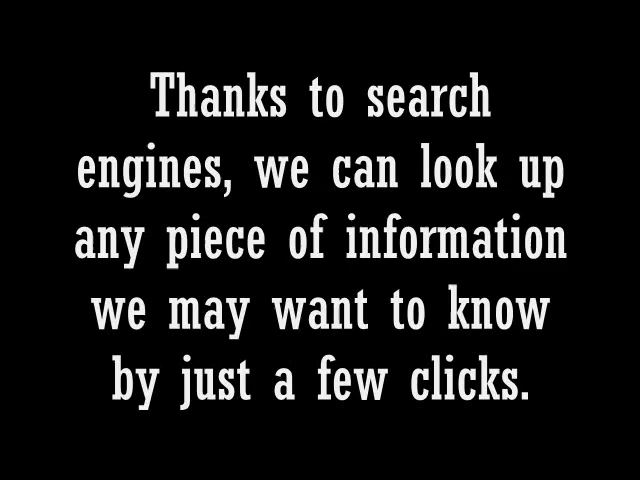 Thanks to search
engines, we can look up
any piece of information
we may want to know
by just a few clicks.